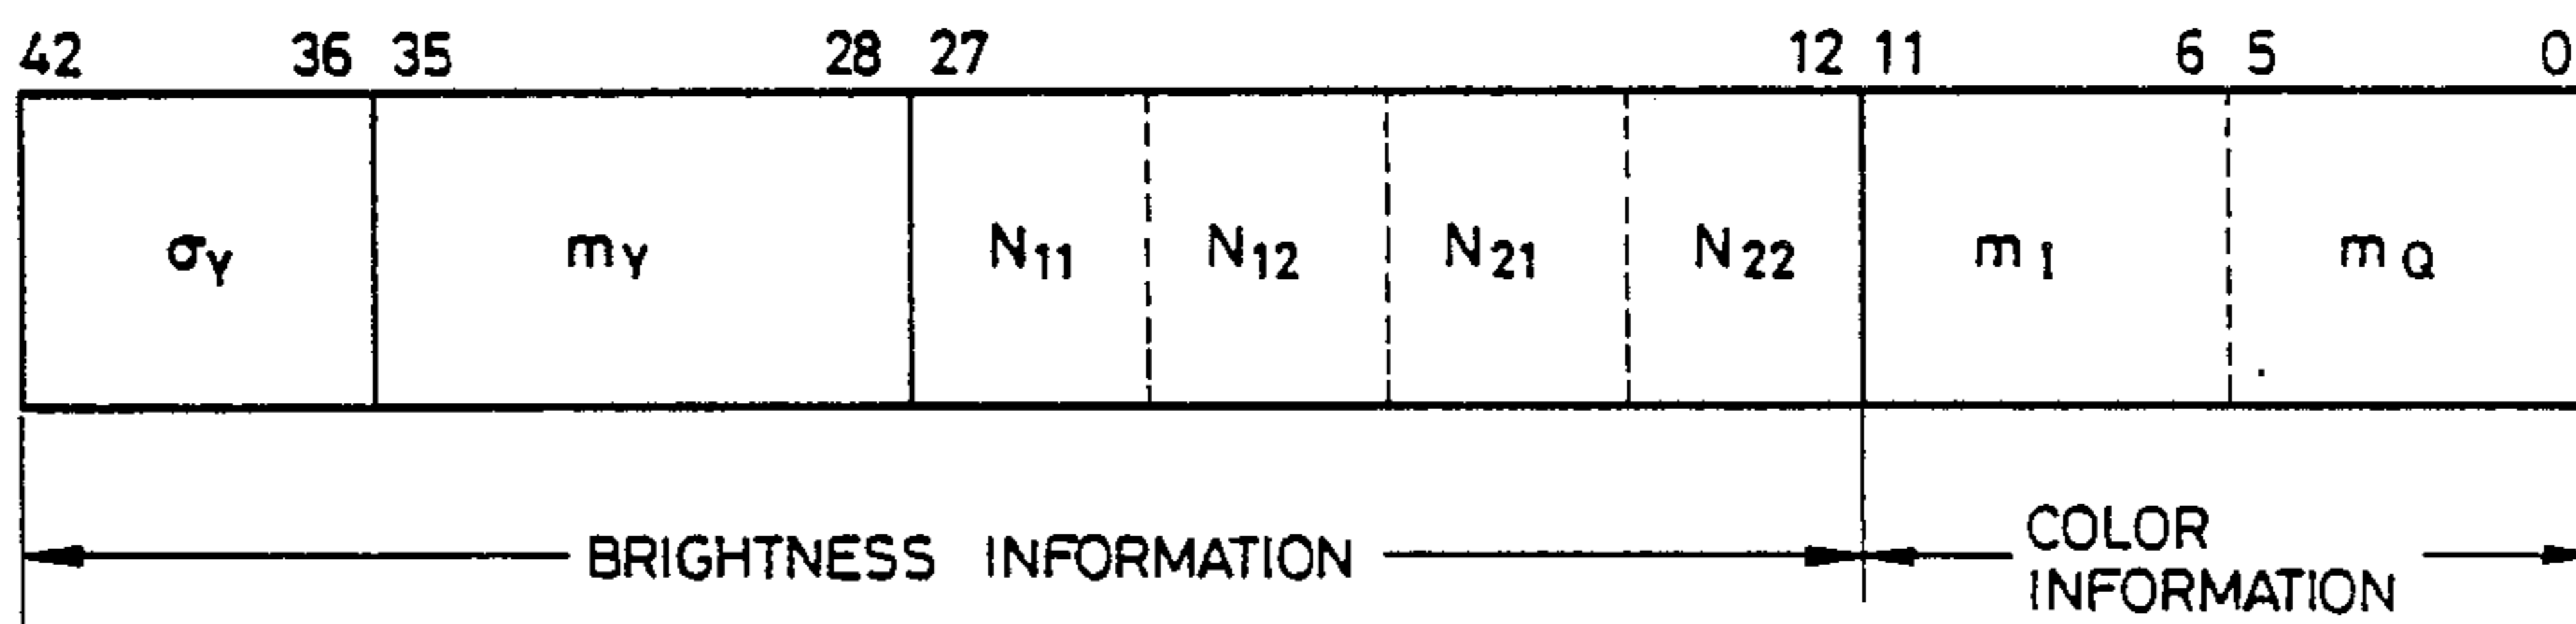 42 36 35 28 27 12 11 6 5 0
σY mY N11 N12 N21 N22 mI mQ
BRIGHTNESS INFORMATION COLOR
INFORMATION